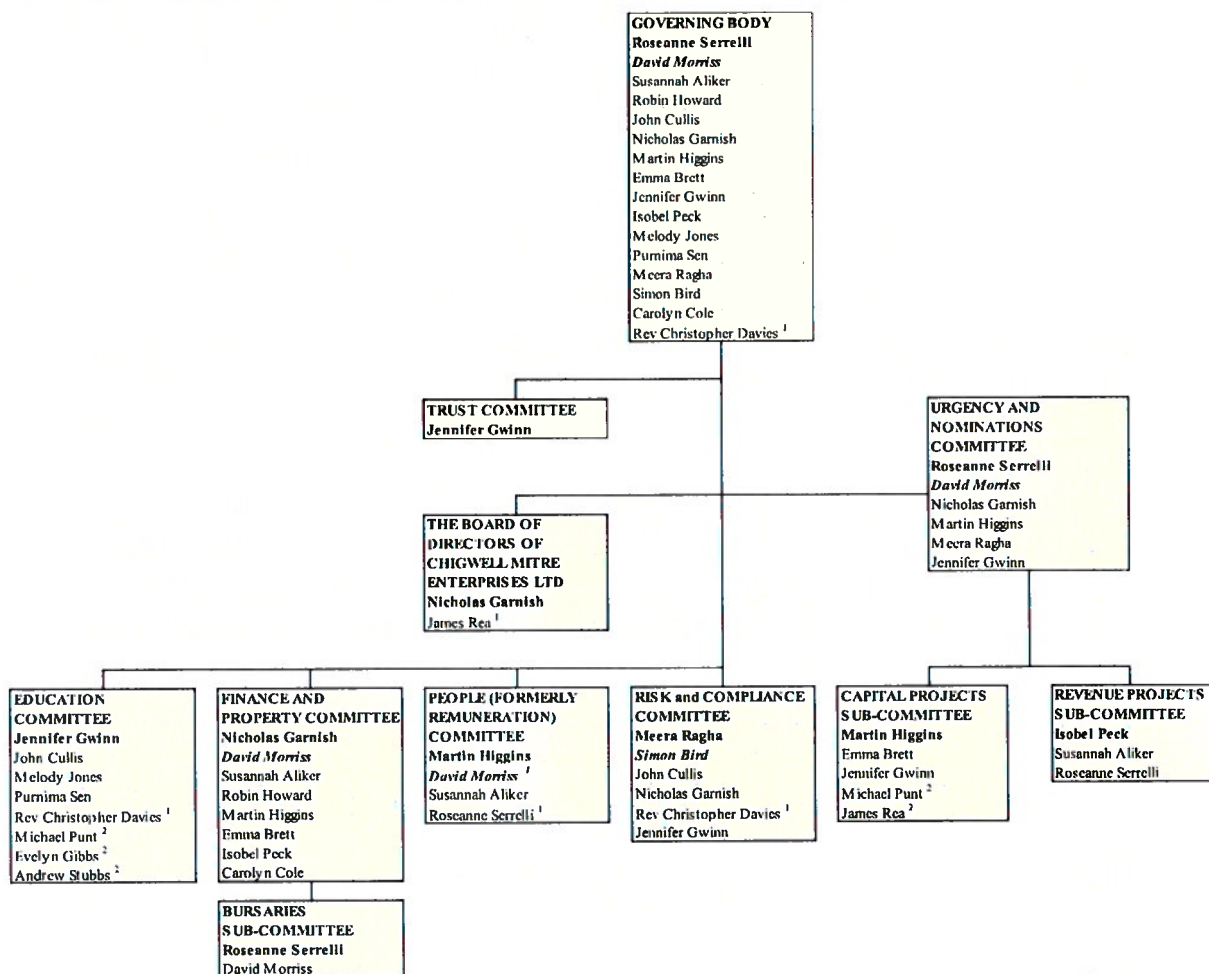 GOVERNING BODY
Roseanne Serrelli
David Morriss
Susannah Aliker
Robin Howard
John Cullis
Nicholas Garnish
Martin Higgins
Emma Brett
Jennifer Gwinn
Isobel Peck
Melody Jones
Purnima Sen
Meera Ragha
Simon Bird
Carolyn Cole
Rev Christopher Davies ¹
TRUST COMMITTEE
Jennifer Gwinn
URGENCY AND
NOMINATIONS
COMMITTEE
Roseanne Serrelli
David Morriss
Nicholas Garnish
Martin Higgins
Meera Ragha
Jennifer Gwinn
THE BOARD OF
DIRECTORS OF
CHIGWELL MITRE
ENTERPRISES LTD
Nicholas Garnish
James Rea ¹
EDUCATION
COMMITTEE
Jennifer Gwinn
John Cullis
Melody Jones
Purnima Sen
Rev Christopher Davies ¹
Michael Punt ²
Evelyn Gibbs ²
Andrew Stubbs ²
FINANCE AND
PROPERTY COMMITTEE
Nicholas Garnish
David Morriss
Susannah Aliker
Robin Howard
Martin Higgins
Emma Brett
Isobel Peck
Carolyn Cole
PEOPLE (FORMERLY
REMUNERATION)
COMMITTEE
Martin Higgins
David Morriss ¹
Susannah Aliker
Roseanne Serrelli ¹
RISK and COMPLIANCE
COMMITTEE
Meera Ragha
Simon Bird
John Cullis
Nicholas Garnish
Rev Christopher Davies ¹
Jennifer Gwinn
CAPITAL PROJECTS
SUB-COMMITTEE
Martin Higgins
Emma Brett
Jennifer Gwinn
Michael Punt ²
James Rea ²
REVENUE PROJECTS
SUB-COMMITTEE
Isobel Peck
Susannah Aliker
Roseanne Serrelli
BURSARIES
SUB-COMMITTEE
Roseanne Serrelli
David Morriss